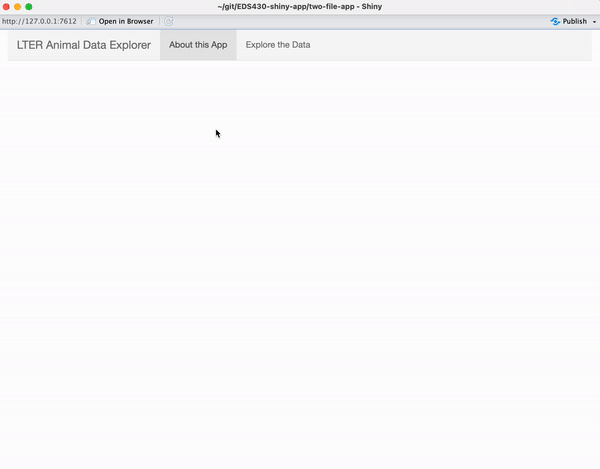 ~/git/EDS430-shiny-app/two-file-app - Shiny
http://127.0.0.1:7612 Open in Browser Publish
LTER Animal Data Explorer About this App Explore the Data